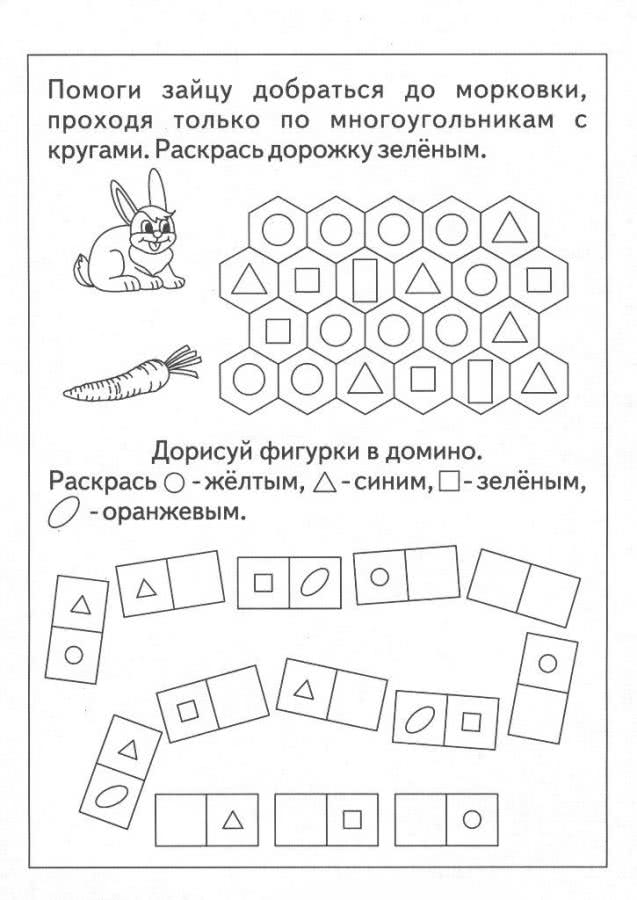 Помоги зайцу добраться до морковки,
проходя только по многоугольникам с
кругами. Раскрась дорожку зелёным.
Дорисуй фигурки в домино.
Раскрась - жёлтым, - синим, - зелёным,
- оранжевым.